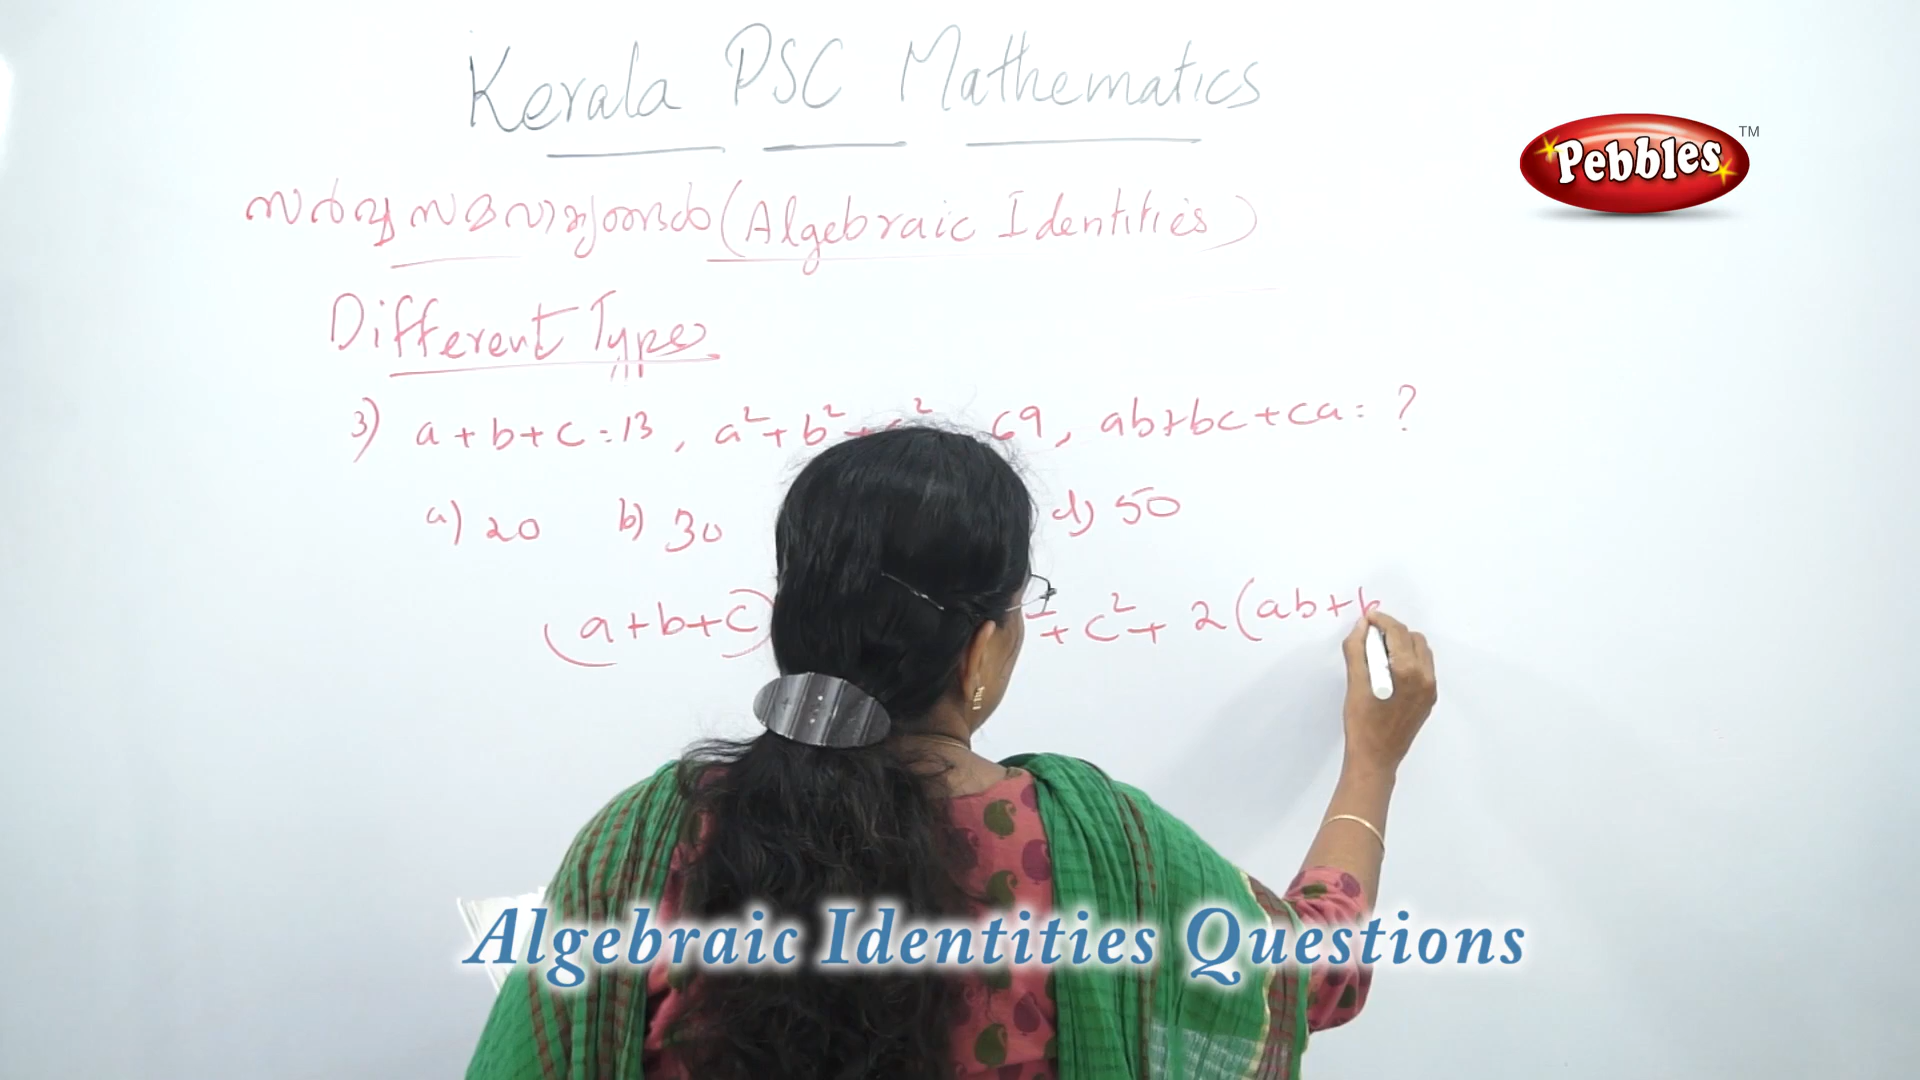 Kerala PSC Mathematics
Pebbles TM
സർവ്വസമവാക്യങ്ങൾ (Algebraic Identities)
Different Types
3) a + b + c = 13, a² + b² + 69, ab + bc + ca = ?
a) 20 b) 30 d) 50
(a + b + c) + c² + 2 (ab + b
Algebraic Identities Questions